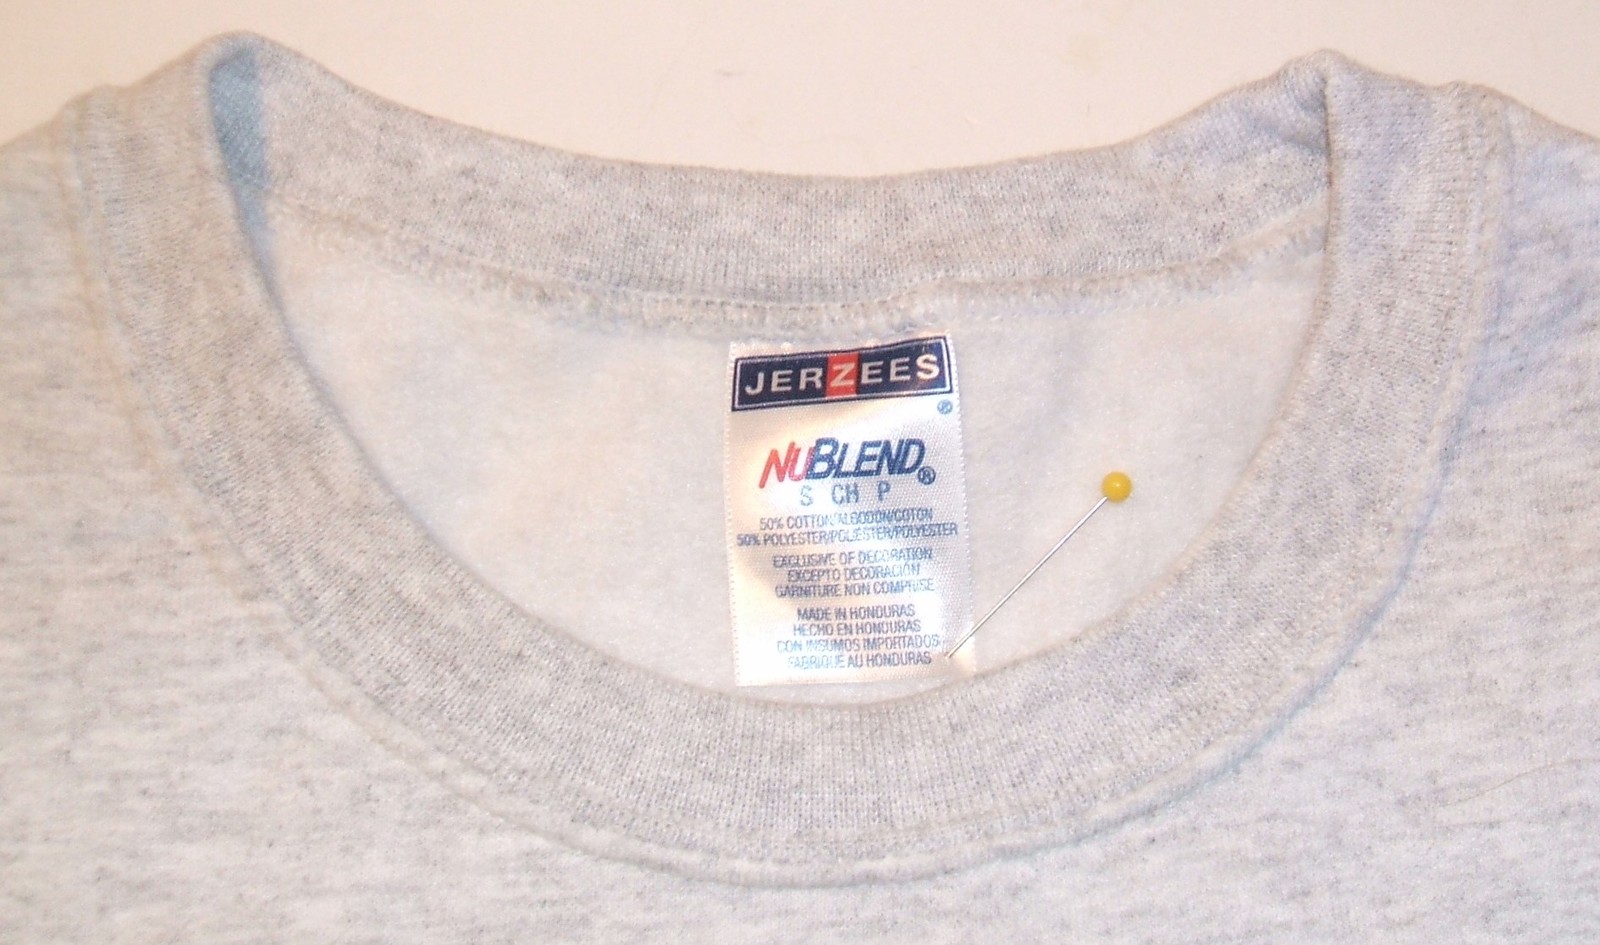 JERZEES
®
NUBLEND®
S CH P
50% COTTON/ALGODON/COTON
50% POLYESTER/POLIESTER/POLYESTER
EXCLUSIVE OF DECORATION
EXCEPTO DECORACIÓN
GARNITURE NON COMPRISE
MADE IN HONDURAS
HECHO EN HONDURAS
CON INSUMOS IMPORTADOS
FABRIQUE AU HONDURAS